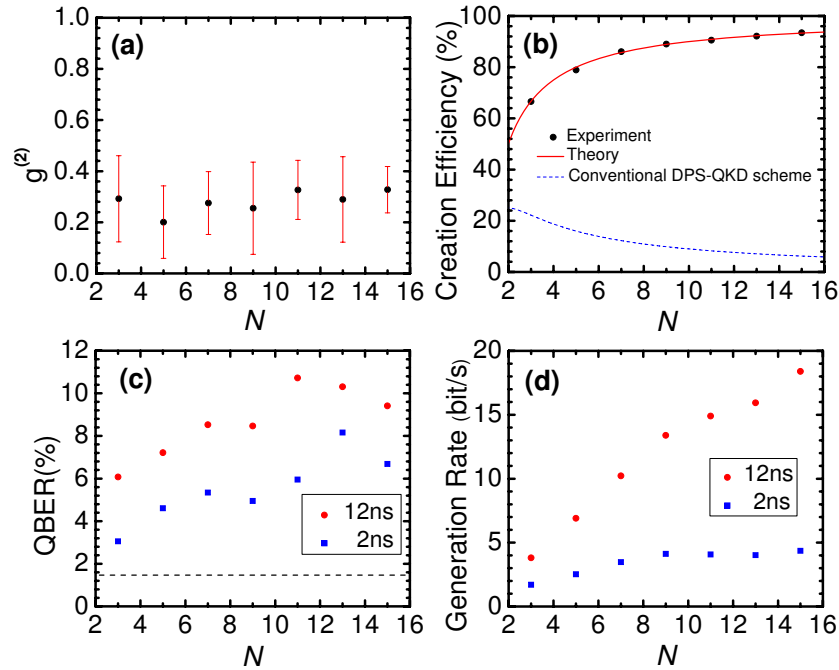 (a)
g(2)
1.0
0.8
0.6
0.4
0.2
0.0
2 4 6 8 10 12 14 16
N
(b)
Creation Efficiency (%)
100
80
60
40
20
0
Experiment
Theory
Conventional DPS-QKD scheme
2 4 6 8 10 12 14 16
N
(c)
QBER(%)
12
10
8
6
4
2
0
12ns
2ns
2 4 6 8 10 12 14 16
N
(d)
Generation Rate (bit/s)
20
15
10
5
0
12ns
2ns
2 4 6 8 10 12 14 16
N